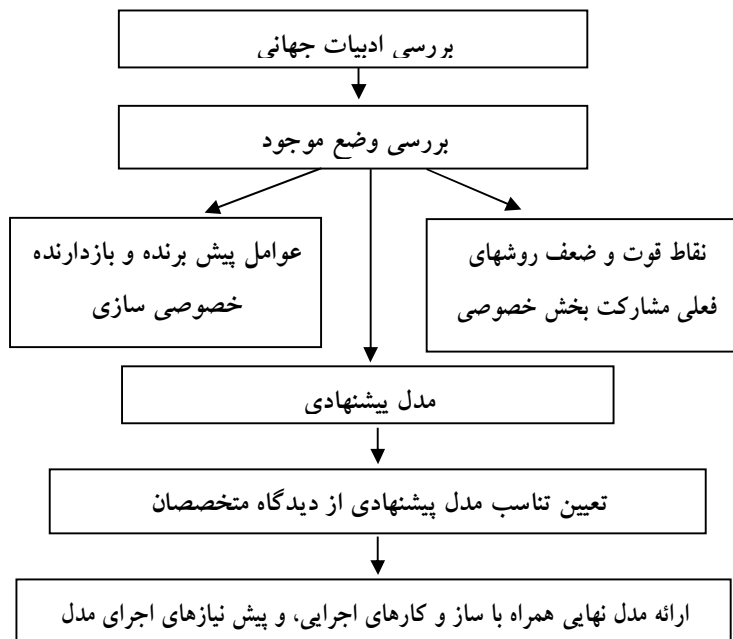 بررسی ادبیات جهانی
بررسی وضع موجود
نقاط قوت و ضعف روشهای
فعلی مشارکت بخش خصوصی
عوامل پیش برنده و بازدارنده
خصوصی سازی
مدل پیشنهادی
تعیین تناسب مدل پیشنهادی از دیدگاه متخصصان
ارائه مدل نهایی همراه با ساز و کارهای اجرایی، و پیش نیازهای اجرای مدل